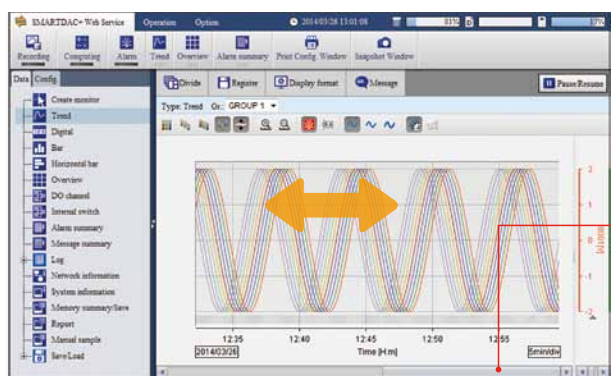 SMARTDAC+ Web Service Operation Option 2014/03/26 13:01:08 81%
Recording Computing Alarm Trend Overview Alarm summary Print Config. Window Snapshot Window
Data Config
Divide Register Display format Message Pause/Resume
Create monitor
Trend
Digital
Bar
Horizontal bar
Overview
DO channel
Internal switch
Alarm summary
Message summary
Log
Network information
System information
Memory summary/Save
Report
Manual sample
Save/Load
Type: Trend Gr.: GROUP 1
2
1
0
-1
-2
12:35 12:40 12:45 12:50 12:55
2014/03/26 Time [H:m] 5min/div